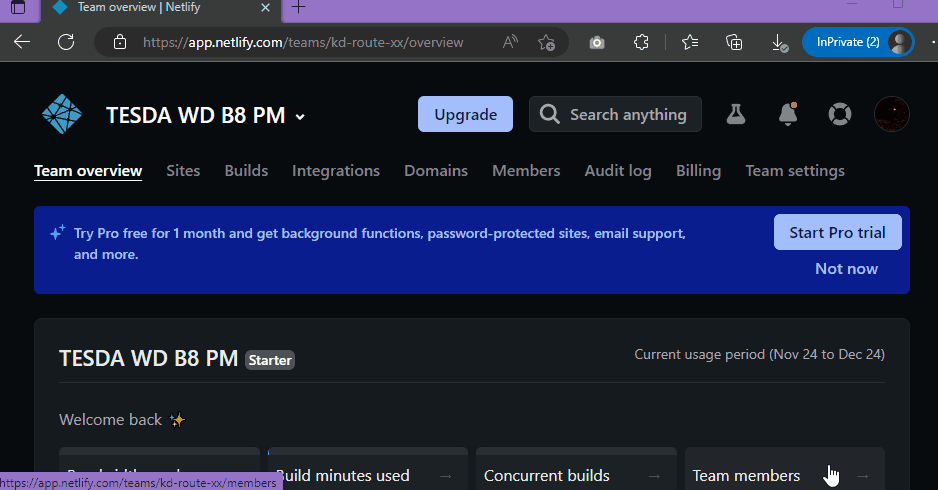 Team overview | Netlify
https://app.netlify.com/teams/kd-route-xx/overview
InPrivate (2)
TESDA WD B8 PM
Upgrade
Search anything
Team overview Sites Builds Integrations Domains Members Audit log Billing Team settings
Try Pro free for 1 month and get background functions, password-protected sites, email support,
and more.
Start Pro trial
Not now
TESDA WD B8 PM Starter
Current usage period (Nov 24 to Dec 24)
Welcome back
Build minutes used →
Concurrent builds →
Team members →
https://app.netlify.com/teams/kd-route-xx/members